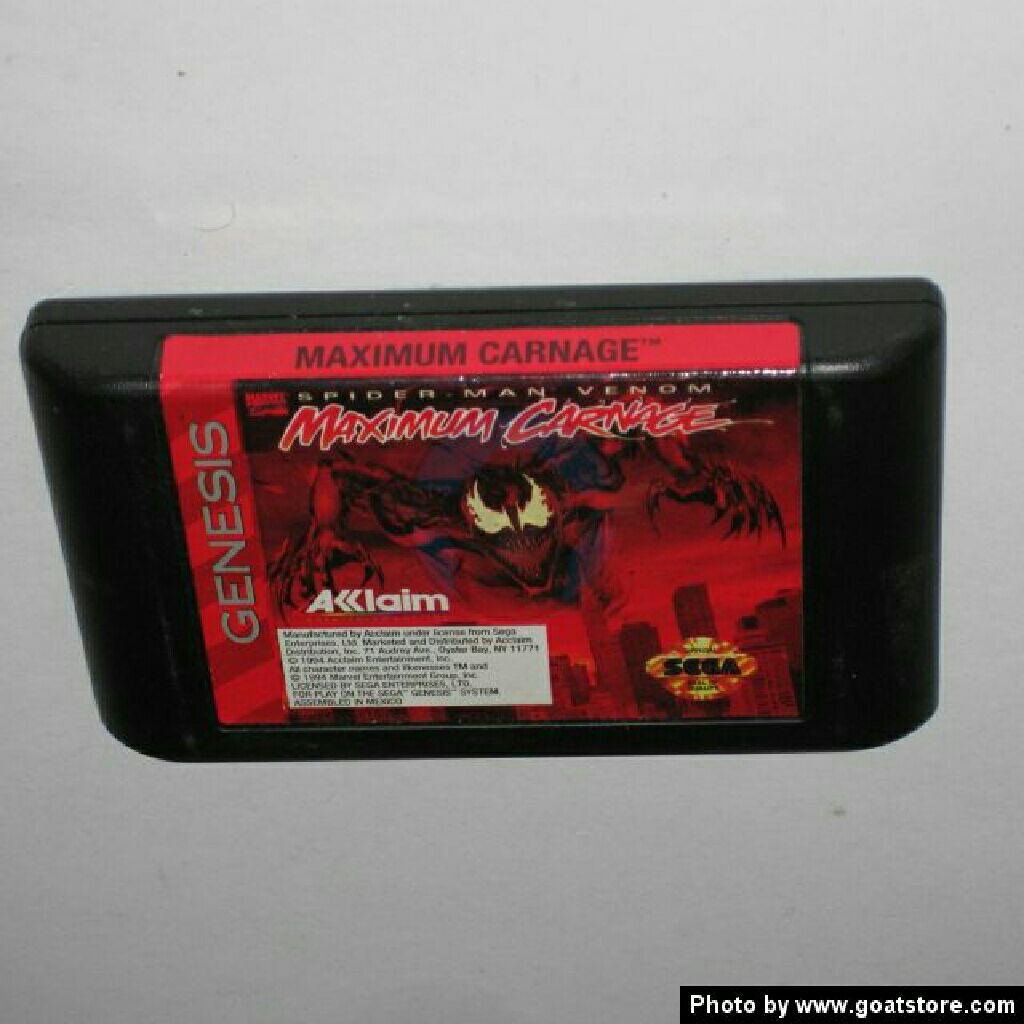 MAXIMUM CARNAGE™
GENESIS
MARVEL
SPIDER-MAN VENOM
MAXIMUM CARNAGE
AKKlaim
Manufactured by Acclaim under license from Sega
Enterprises, Ltd. Marketed and Distributed by Acclaim
Distribution, Inc. 71 Audrey Ave., Oyster Bay, NY 11771
© 1994 Acclaim Entertainment, Inc.
All character names and likenesses TM and
© 1994 Marvel Entertainment Group, Inc.
LICENSED BY SEGA ENTERPRISES, LTD.
FOR PLAY ON THE SEGA™ GENESIS™ SYSTEM.
ASSEMBLED IN MEXICO
SEGA
Photo by www.goatstore.com